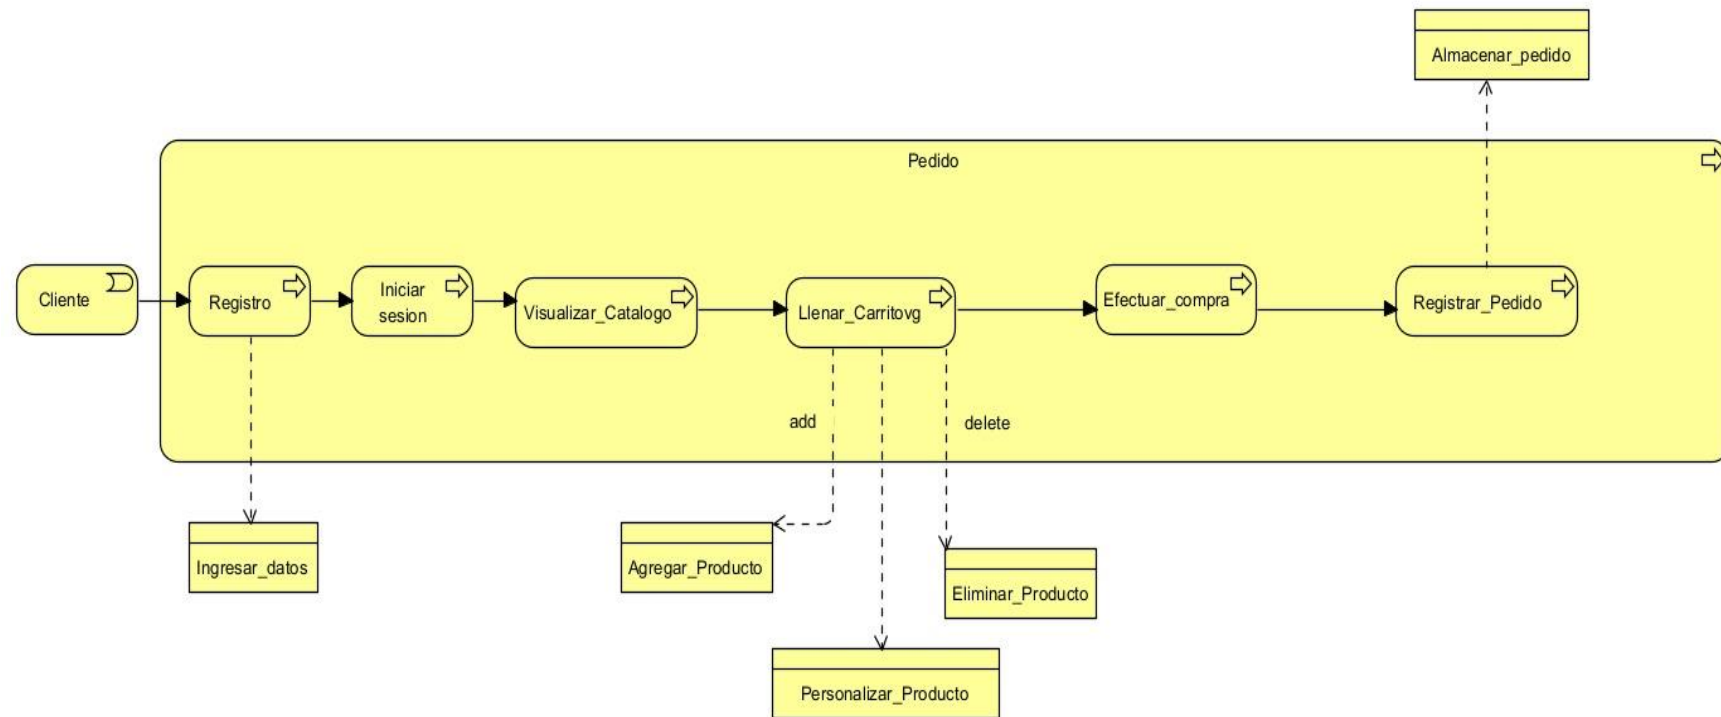 Almacenar_pedido
Pedido
Cliente
Registro
Iniciar
sesion
Visualizar_Catalogo
Llenar_Carritovg
Efectuar_compra
Registrar_Pedido
add
delete
Ingresar_datos
Agregar_Producto
Eliminar_Producto
Personalizar_Producto